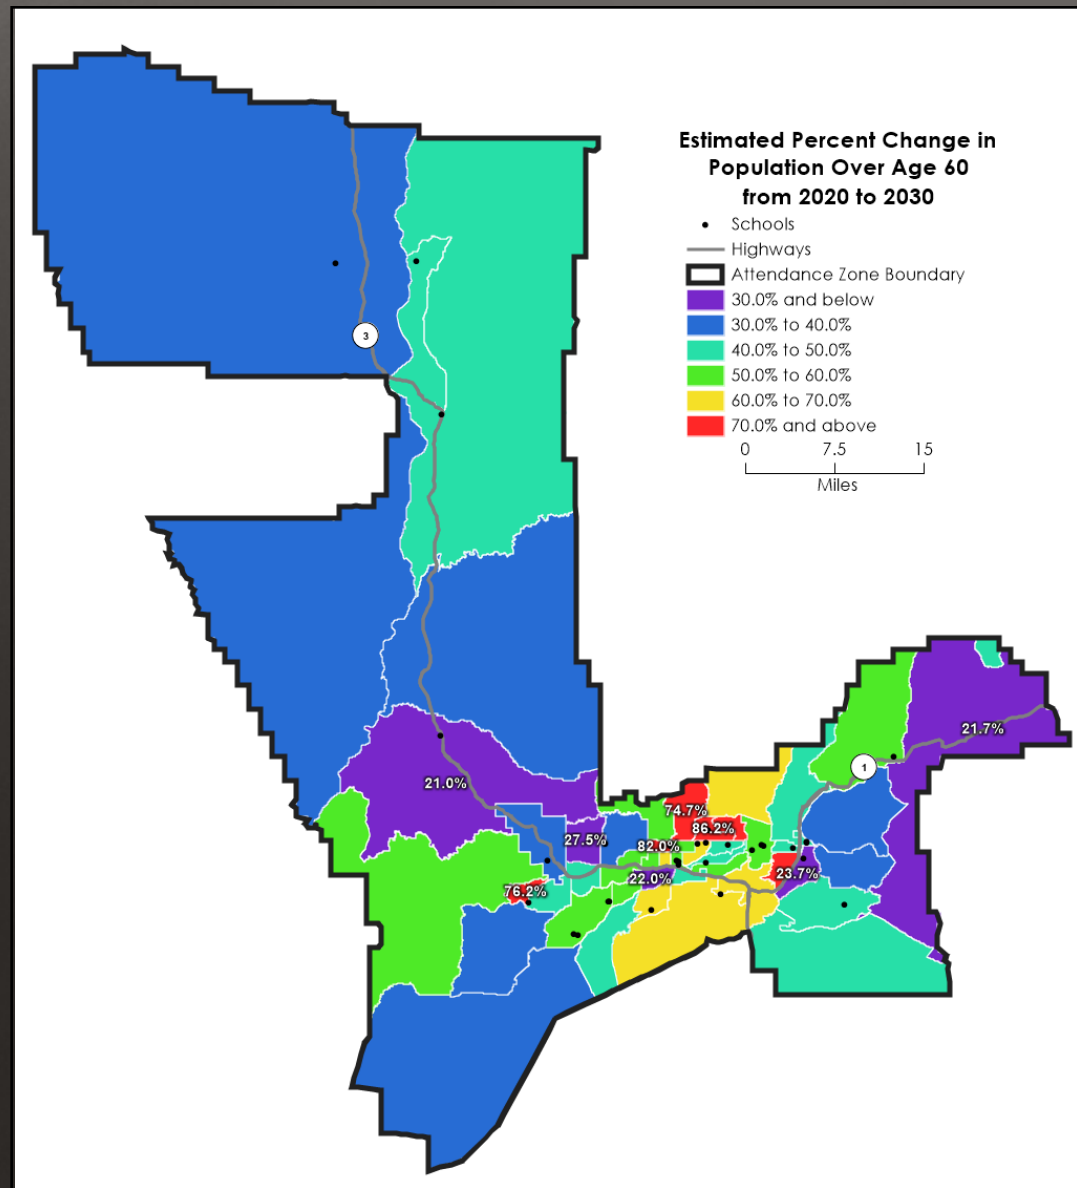 Estimated Percent Change in
Population Over Age 60
from 2020 to 2030
Schools
Highways
Attendance Zone Boundary
30.0% and below
30.0% to 40.0%
40.0% to 50.0%
50.0% to 60.0%
60.0% to 70.0%
70.0% and above
0 7.5 15
Miles
3
21.7%
1
21.0%
74.7%
86.2%
27.5%
82.0%
23.7%
22.0%
76.2%